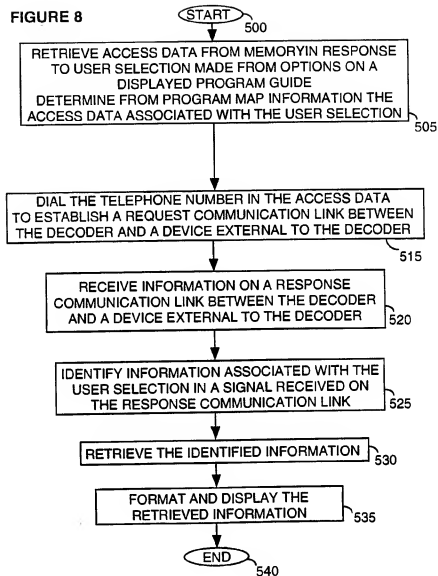 FIGURE 8
START
500
RETRIEVE ACCESS DATA FROM MEMORYIN RESPONSE
TO USER SELECTION MADE FROM OPTIONS ON A
DISPLAYED PROGRAM GUIDE
DETERMINE FROM PROGRAM MAP INFORMATION THE
ACCESS DATA ASSOCIATED WITH THE USER SELECTION
505
DIAL THE TELEPHONE NUMBER IN THE ACCESS DATA
TO ESTABLISH A REQUEST COMMUNICATION LINK BETWEEN
THE DECODER AND A DEVICE EXTERNAL TO THE DECODER
515
RECEIVE INFORMATION ON A RESPONSE
COMMUNICATION LINK BETWEEN THE DECODER
AND A DEVICE EXTERNAL TO THE DECODER
520
IDENTIFY INFORMATION ASSOCIATED WITH THE
USER SELECTION IN A SIGNAL RECEIVED ON
THE RESPONSE COMMUNICATION LINK
525
RETRIEVE THE IDENTIFIED INFORMATION
530
FORMAT AND DISPLAY THE
RETRIEVED INFORMATION
535
END
540